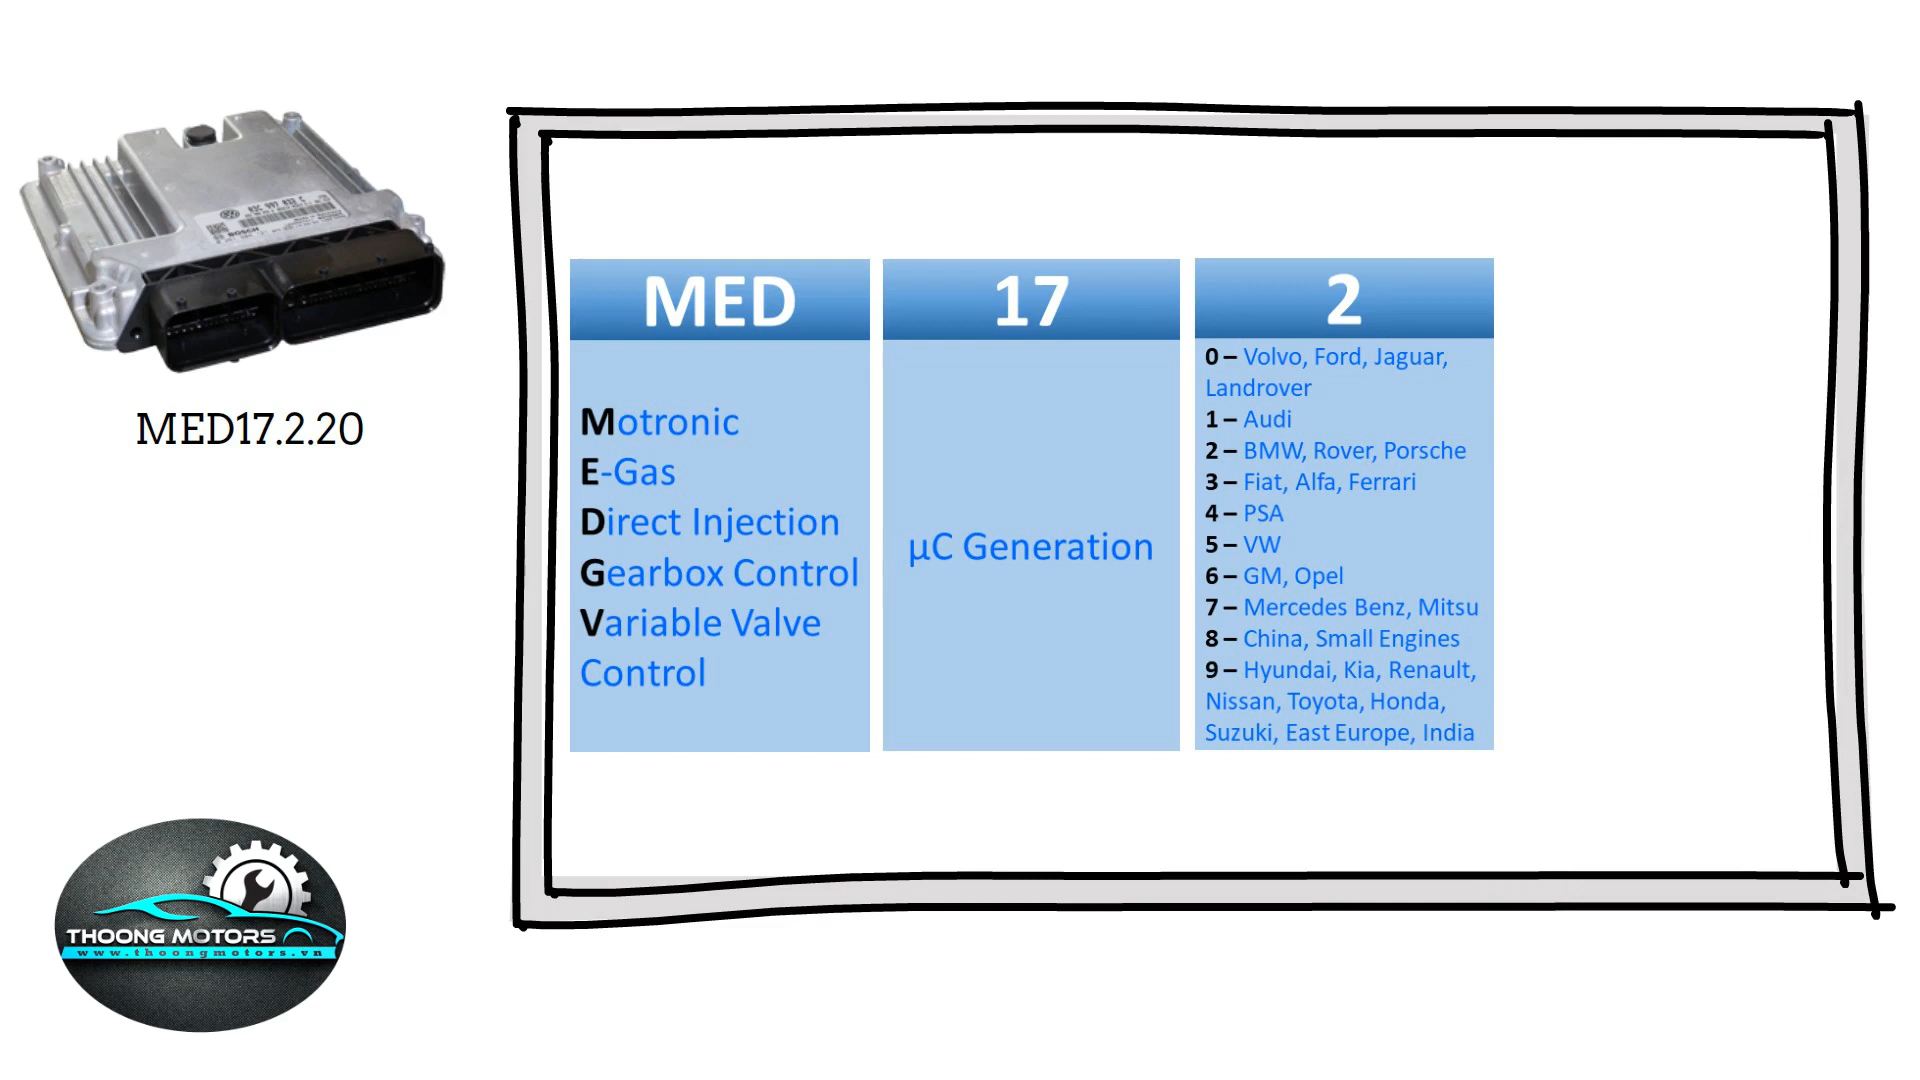 MED17.2.20
THOONG MOTORS
www.thoongmotors.vn
MED
Motronic
E-Gas
Direct Injection
Gearbox Control
Variable Valve
Control
17
µC Generation
2
0 – Volvo, Ford, Jaguar,
Landrover
1 – Audi
2 – BMW, Rover, Porsche
3 – Fiat, Alfa, Ferrari
4 – PSA
5 – VW
6 – GM, Opel
7 – Mercedes Benz, Mitsu
8 – China, Small Engines
9 – Hyundai, Kia, Renault,
Nissan, Toyota, Honda,
Suzuki, East Europe, India